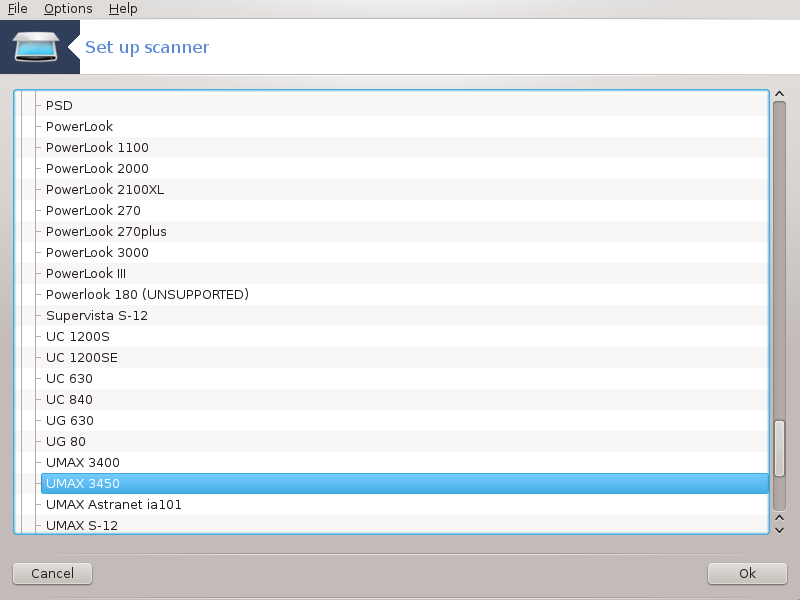 File Options Help
Set up scanner
PSD
PowerLook
PowerLook 1100
PowerLook 2000
PowerLook 2100XL
PowerLook 270
PowerLook 270plus
PowerLook 3000
PowerLook III
Powerlook 180 (UNSUPPORTED)
Supervista S-12
UC 1200S
UC 1200SE
UC 630
UC 840
UG 630
UG 80
UMAX 3400
UMAX 3450
UMAX Astranet ia101
UMAX S-12
Cancel Ok